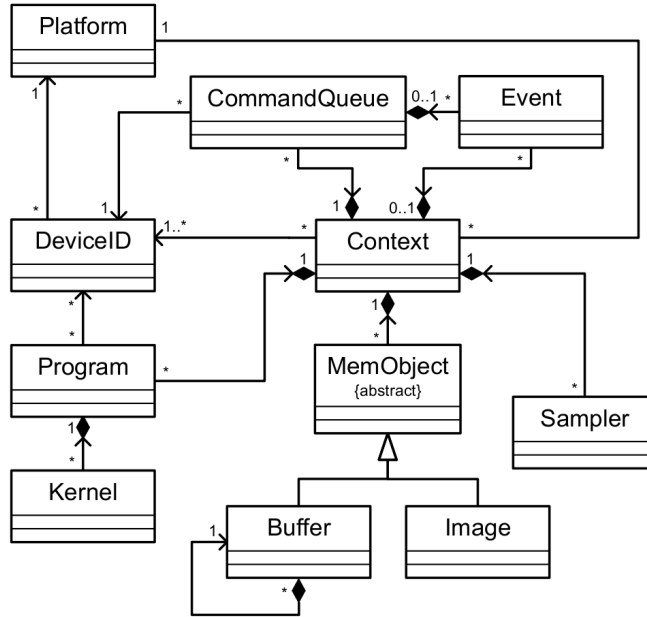 Platform
1
1
*
CommandQueue
0..1
*
Event
*
1
*
1
*
0..1
*
DeviceID
1..*
*
Context
*
1
1
*
*
1
*
Program
*
MemObject
{abstract}
1
*
*
Sampler
Kernel
1
Buffer
*
Image